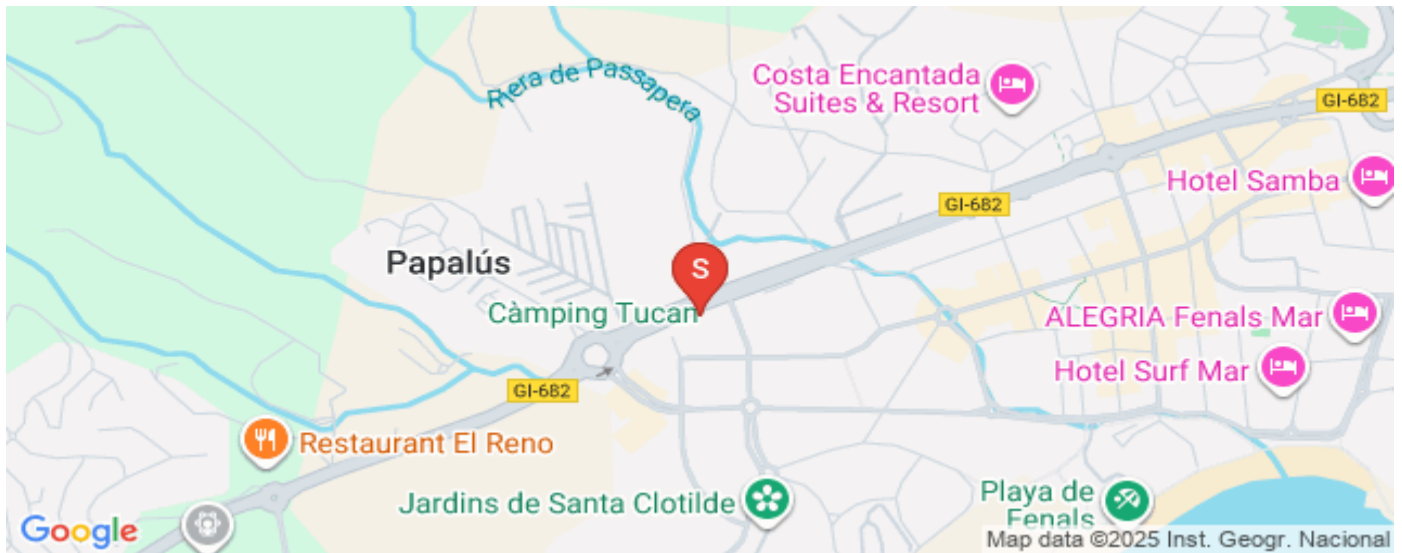 Riera de Passapera
Costa Encantada
Suites & Resort
GI-682
Hotel Samba
GI-682
Papalús
S
Càmping Tucan
ALEGRIA Fenals Mar
Hotel Surf Mar
GI-682
Restaurant El Reno
Jardins de Santa Clotilde
Playa de
Fenals
Google
Map data ©2025 Inst. Geogr. Nacional